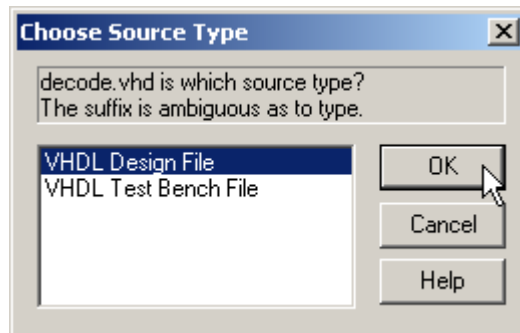 Choose Source Type
decode.vhd is which source type?
The suffix is ambiguous as to type.
VHDL Design File
VHDL Test Bench File
OK
Cancel
Help